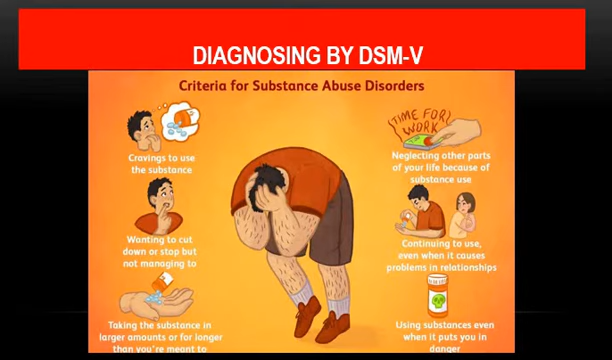 DIAGNOSING BY DSM-V
Criteria for Substance Abuse Disorders
Cravings to use
the substance
Wanting to cut
down or stop but
not managing to
Taking the substance in
larger amounts or for longer
than you're meant to
TIME FOR
WORK
Neglecting other parts
of your life because of
substance use
Continuing to use,
even when it causes
problems in relationships
Using substances even
when it puts you in
danger